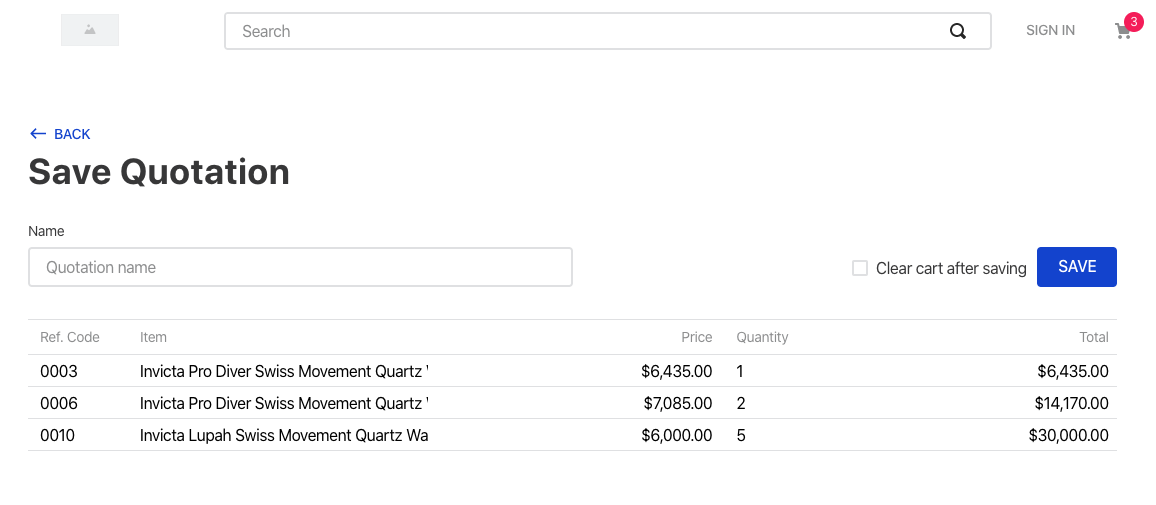 Search SIGN IN 3
BACK
Save Quotation
Name
Quotation name Clear cart after saving SAVE
Ref. Code Item Price Quantity Total
0003 Invicta Pro Diver Swiss Movement Quartz $6,435.00 1 $6,435.00
0006 Invicta Pro Diver Swiss Movement Quartz $7,085.00 2 $14,170.00
0010 Invicta Lupah Swiss Movement Quartz Wa $6,000.00 5 $30,000.00